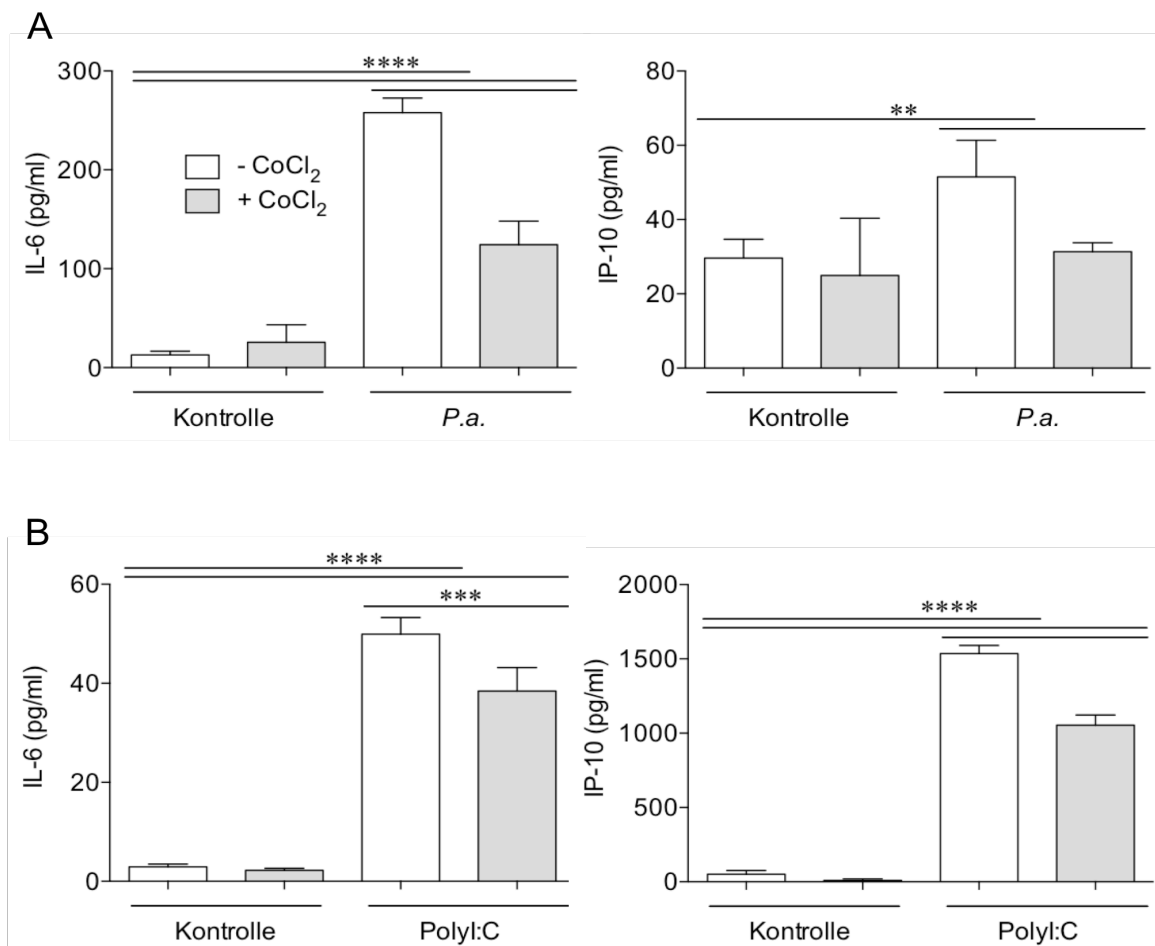 A
****
300
200
100
0
IL-6 (pg/ml)
- CoCl2
+ CoCl2
Kontrolle
P.a.
**
80
60
40
20
0
IP-10 (pg/ml)
Kontrolle
P.a.
B
****
***
60
40
20
0
IL-6 (pg/ml)
Kontrolle
PolyI:C
****
2000
1500
1000
500
0
IP-10 (pg/ml)
Kontrolle
PolyI:C